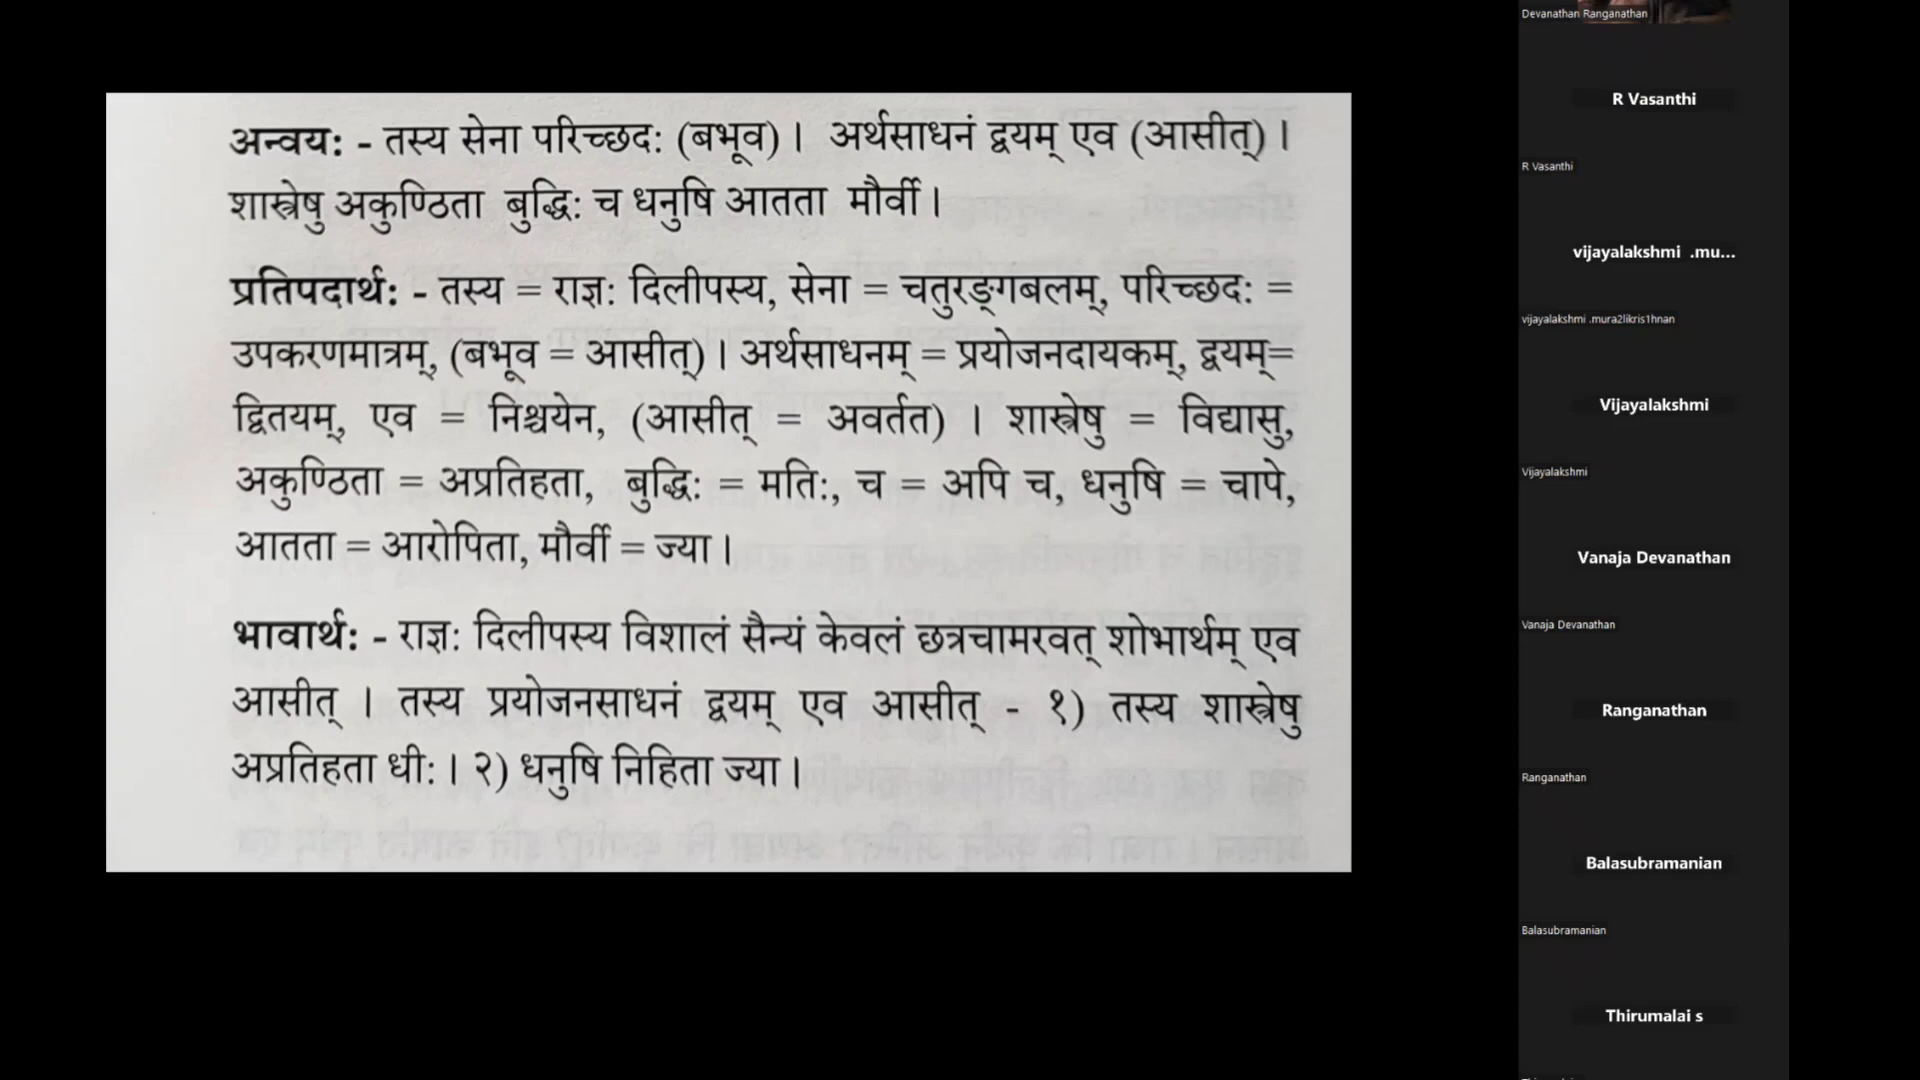 अन्वयः - तस्य सेना परिच्छदः (बभूव) । अर्थसाधनं द्वयम् एव (आसीत्) ।
शास्त्रेषु अकुण्ठिता बुद्धिः च धनुषि आतता मौर्वी ।
प्रतिपदार्थः - तस्य = राज्ञः दिलीपस्य, सेना = चतुरङ्गबलम्, परिच्छदः =
उपकरणमात्रम्, (बभूव = आसीत्) । अर्थसाधनम् = प्रयोजनदायकम्, द्वयम्=
द्वितयम्, एव = निश्चयेन, (आसीत् = अवर्तत) । शास्त्रेषु = विद्यासु,
अकुण्ठिता = अप्रतिहता, बुद्धिः = मतिः, च = अपि च, धनुषि = चापे,
आतता = आरोपिता, मौर्वी = ज्या ।
भावार्थः - राज्ञः दिलीपस्य विशालं सैन्यं केवलं छत्रचामरवत् शोभार्थम् एव
आसीत् । तस्य प्रयोजनसाधनं द्वयम् एव आसीत् - १) तस्य शास्त्रेषु
अप्रतिहता धीः । २) धनुषि निहिता ज्या ।
Devanathan Ranganathan
R Vasanthi
R Vasanthi
vijayalakshmi .mu...
vijayalakshmi .mura2likris1hnan
Vijayalakshmi
Vijayalakshmi
Vanaja Devanathan
Vanaja Devanathan
Ranganathan
Ranganathan
Balasubramanian
Balasubramanian
Thirumalai s